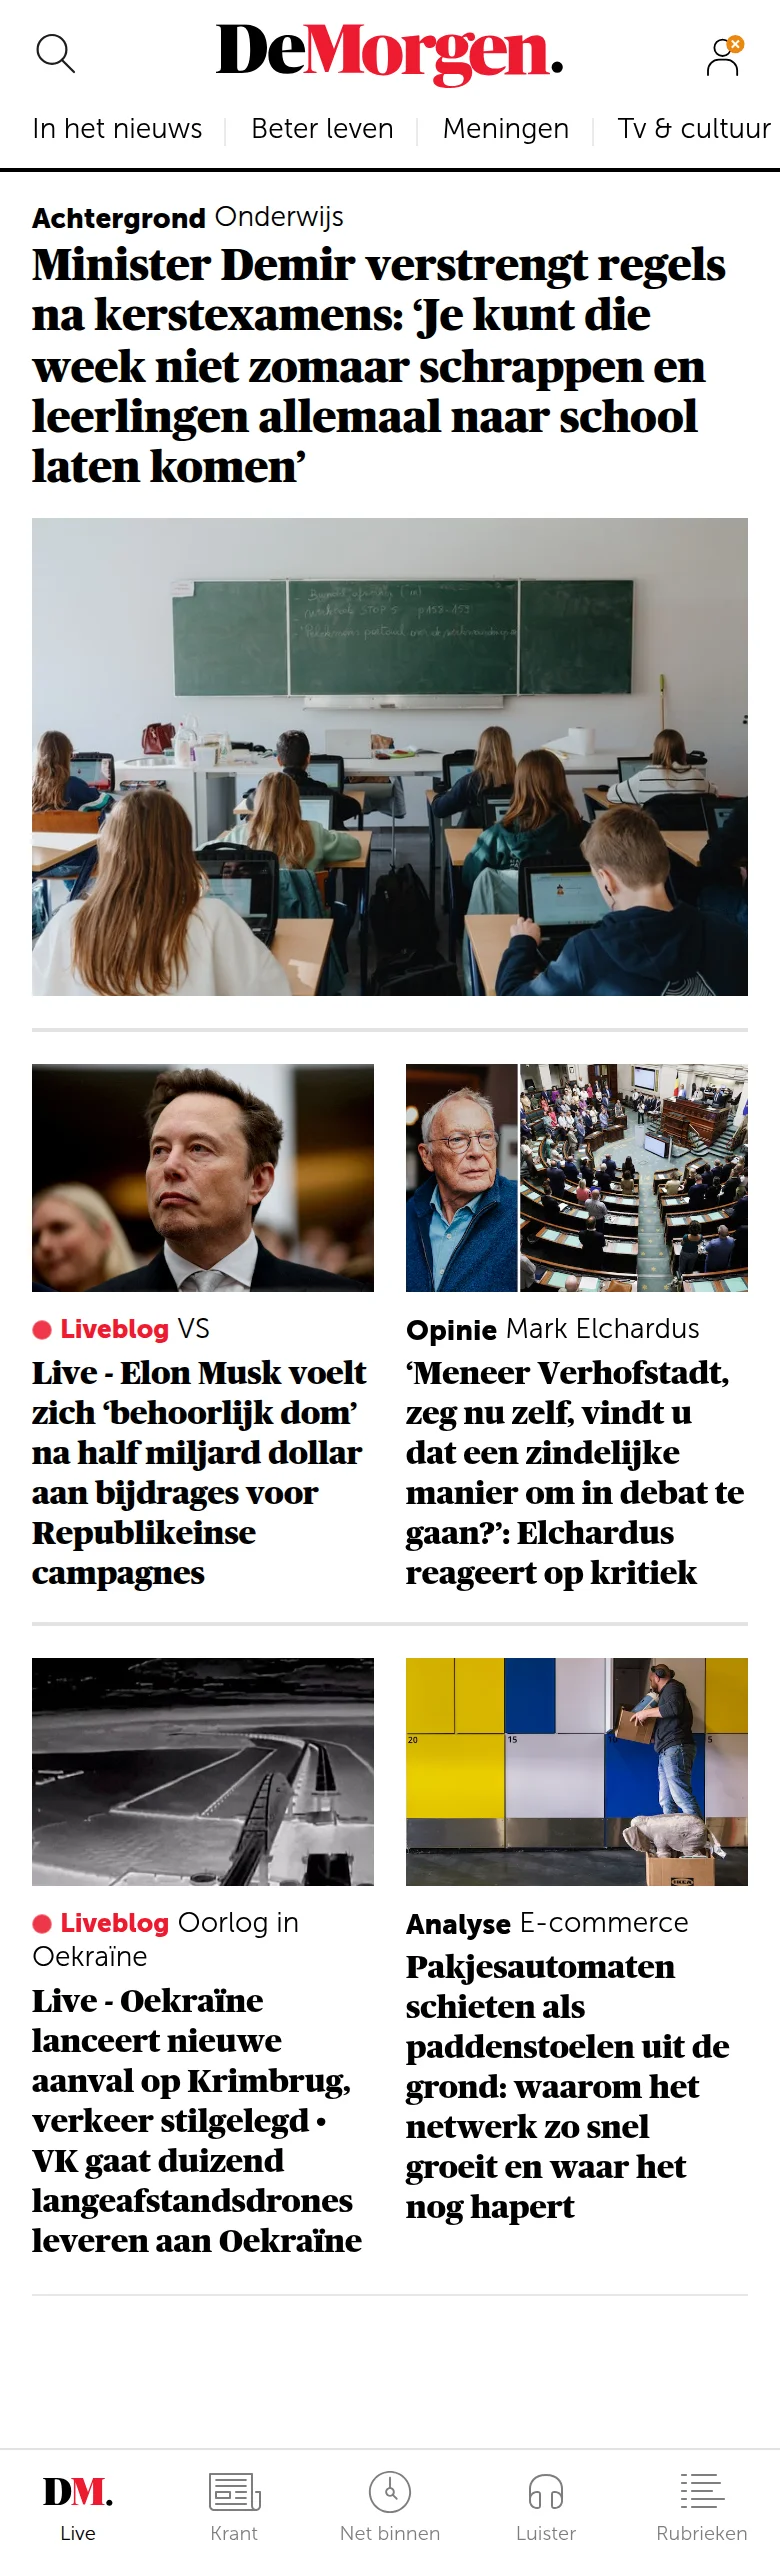 DeMorgen.
In het nieuws
Beter leven
Meningen
Tv & cultuur
Achtergrond Onderwijs
Minister Demir verstrengt regels
na kerstexamens: ‘Je kunt die
week niet zomaar schrappen en
leerlingen allemaal naar school
laten komen’
Liveblog VS
Live - Elon Musk voelt
zich ‘behoorlijk dom’
na half miljard dollar
aan bijdrages voor
Republikeinse
campagnes
Opinie Mark Elchardus
‘Meneer Verhofstadt,
zeg nu zelf, vindt u
dat een zindelijke
manier om in debat te
gaan?’: Elchardus
reageert op kritiek
20
15
10
5
IKEA
Liveblog Oorlog in
Oekraïne
Live - Oekraïne
lanceert nieuwe
aanval op Krimbrug,
verkeer stilgelegd •
VK gaat duizend
langeafstandsdrones
leveren aan Oekraïne
Analyse E-commerce
Pakjesautomaten
schieten als
paddenstoelen uit de
grond: waarom het
netwerk zo snel
groeit en waar het
nog hapert
DM.
Live
Krant
Net binnen
Luister
Rubrieken